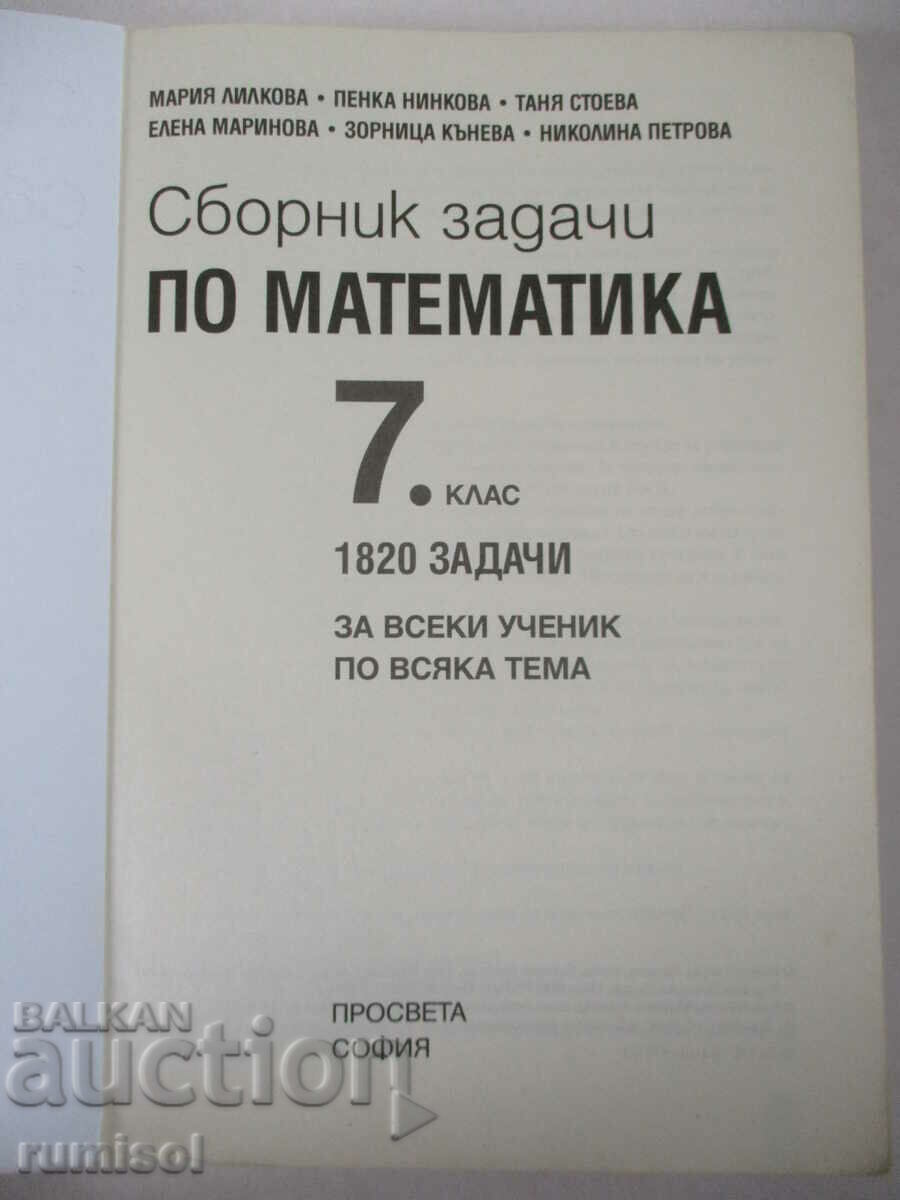 МАРИЯ ЛИЛКОВА • ПЕНКА НИНКОВА • ТАНЯ СТОЕВА
ЕЛЕНА МАРИНОВА • ЗОРНИЦА КЪНЕВА • НИКОЛИНА ПЕТРОВА
Сборник задачи
ПО МАТЕМАТИКА
7. КЛАС
1820 ЗАДАЧИ
ЗА ВСЕКИ УЧЕНИК
ПО ВСЯКА ТЕМА
ПРОСВЕТА
СОФИЯ
BALKAN
auction
rumisol